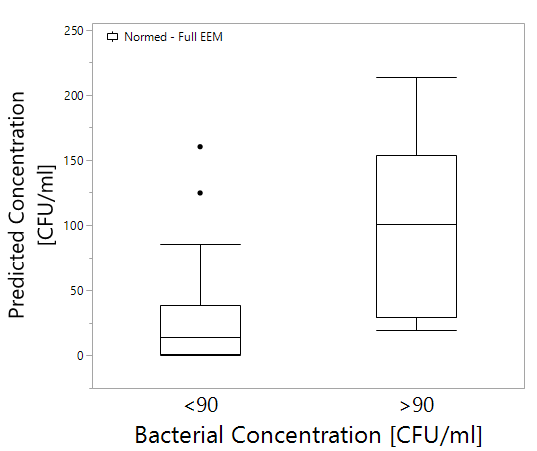 Normed - Full EEM
250
200
150
100
50
0
Predicted Concentration
[CFU/ml]
<90
>90
Bacterial Concentration [CFU/ml]